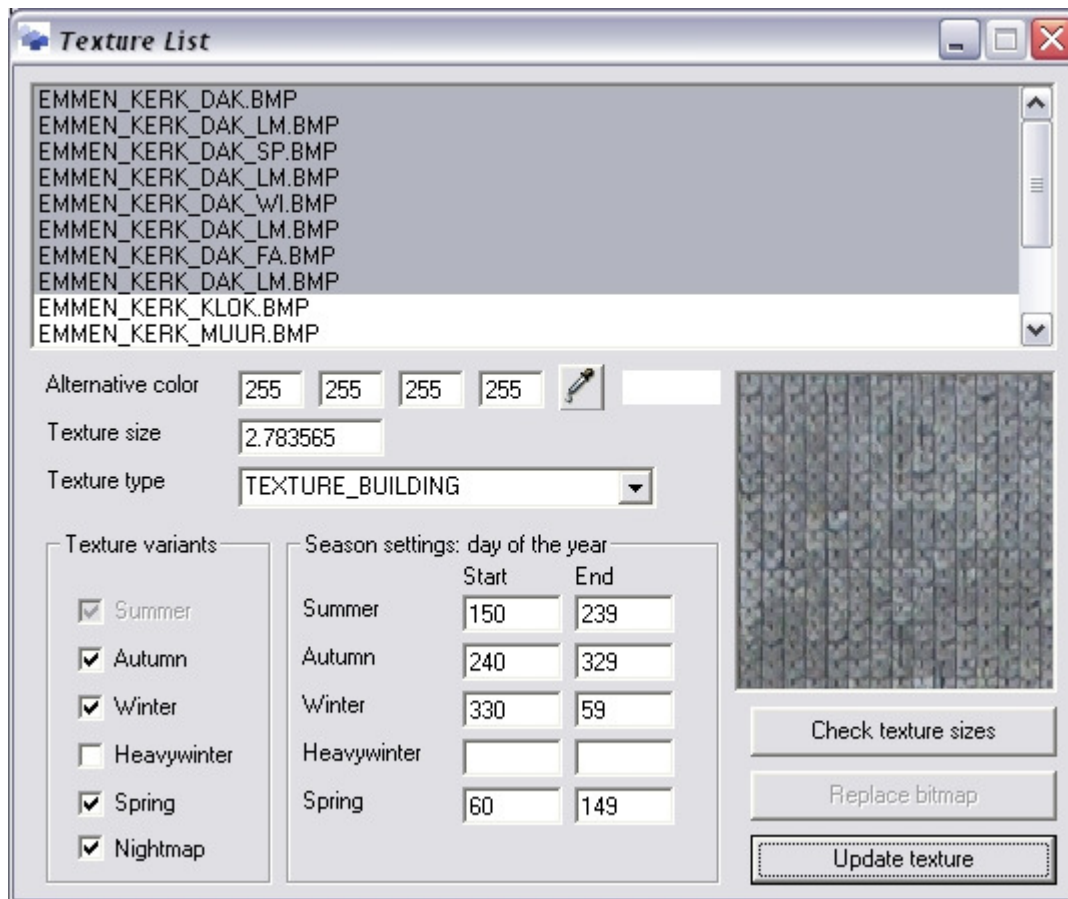 Texture List
EMMEN_KERK_DAK.BMP
EMMEN_KERK_DAK_LM.BMP
EMMEN_KERK_DAK_SP.BMP
EMMEN_KERK_DAK_LM.BMP
EMMEN_KERK_DAK_WI.BMP
EMMEN_KERK_DAK_LM.BMP
EMMEN_KERK_DAK_FA.BMP
EMMEN_KERK_DAK_LM.BMP
EMMEN_KERK_KLOK.BMP
EMMEN_KERK_MUUR.BMP
Alternative color 255 255 255 255
Texture size 2.783565
Texture type TEXTURE_BUILDING
Texture variants
Summer
Autumn
Winter
Heavywinter
Spring
Nightmap
Season settings: day of the year
Start End
Summer 150 239
Autumn 240 329
Winter 330 59
Heavywinter
Spring 60 149
Check texture sizes
Replace bitmap
Update texture